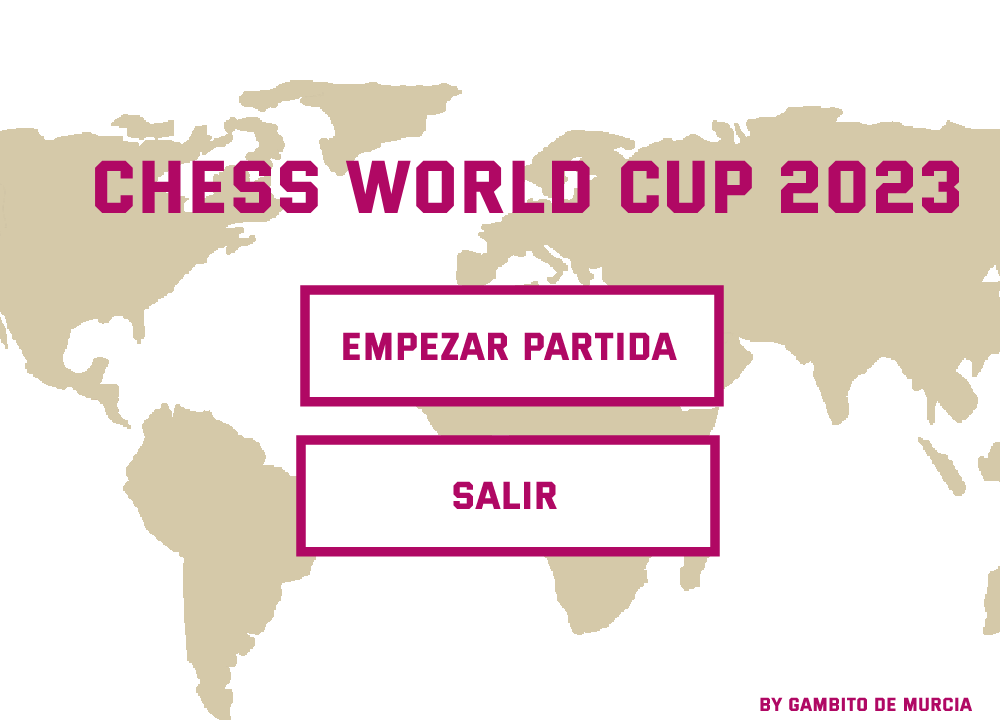 CHESS WORLD CUP 2023
EMPEZAR PARTIDA
SALIR
BY GAMBITO DE MURCIA